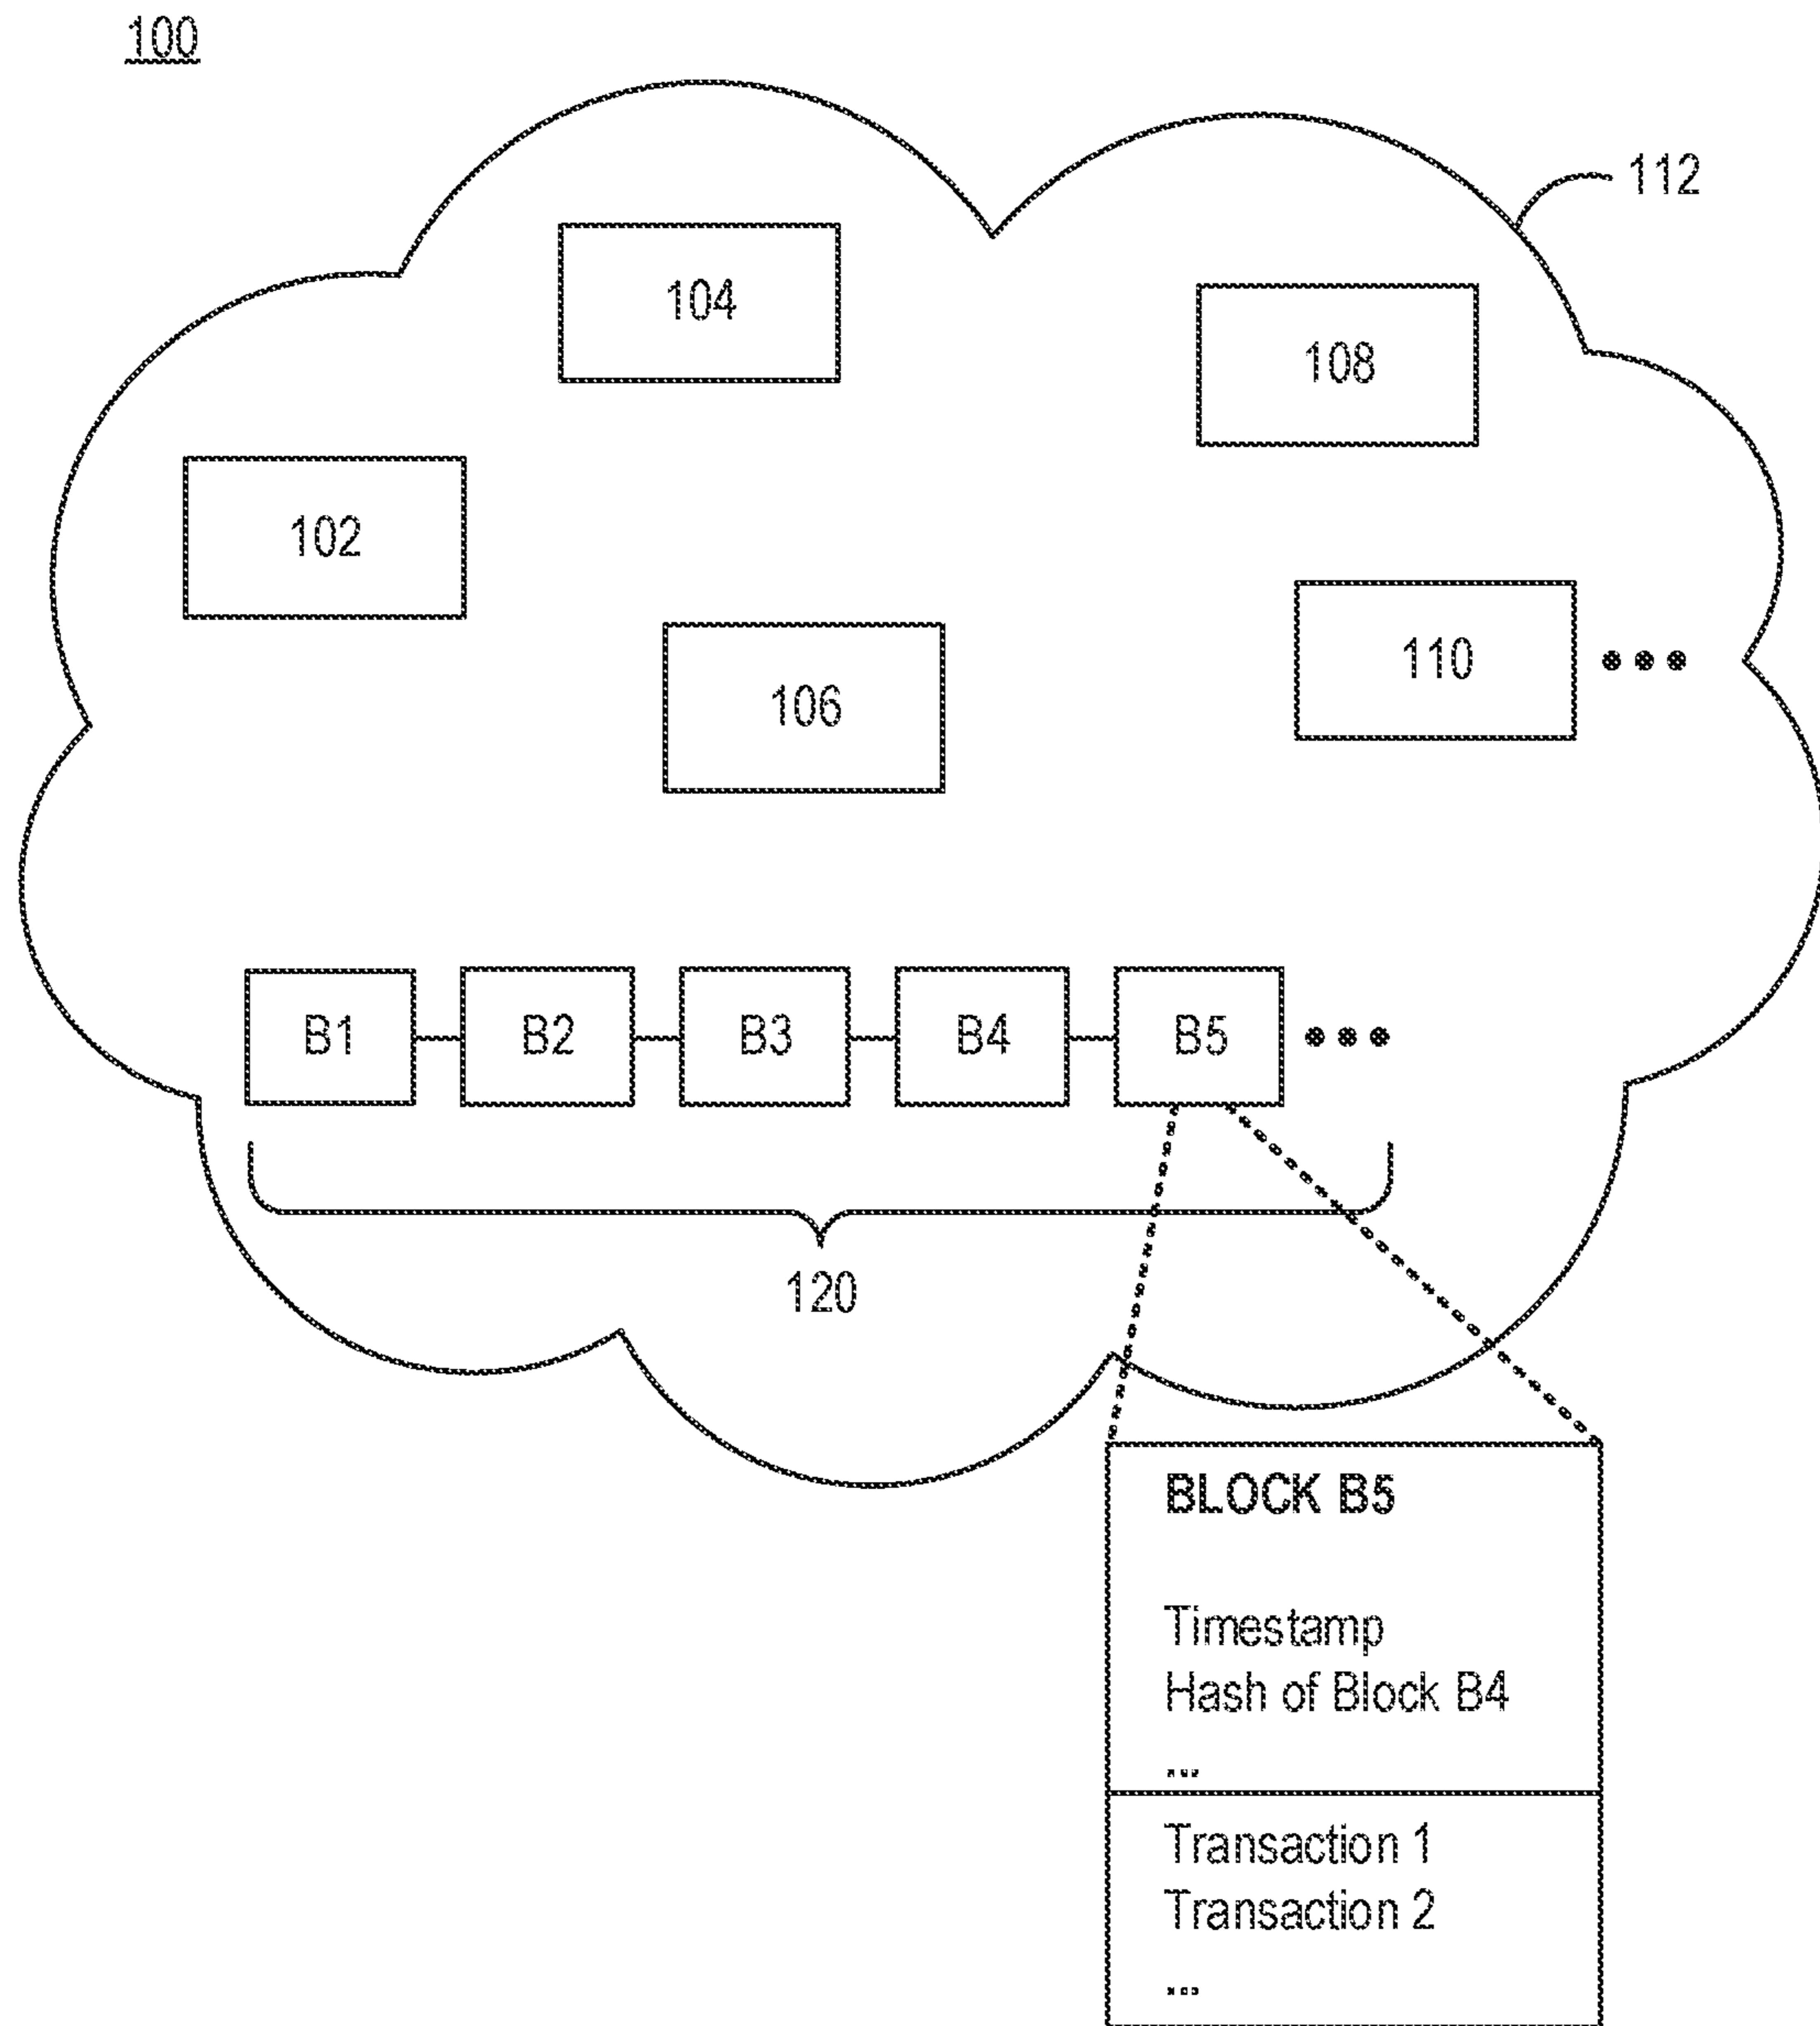 100
112
104
108
102
110 •••
106
B1 B2 B3 B4 B5 •••
120
BLOCK B5
Timestamp
Hash of Block B4
...
Transaction 1
Transaction 2
...